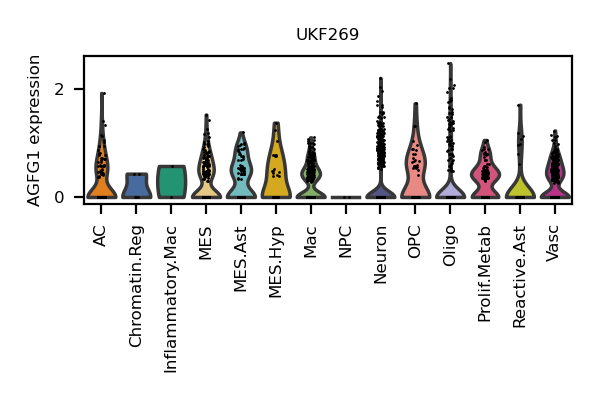 UKF269
AGFG1 expression
2
0
AC
Chromatin.Reg
Inflammatory.Mac
MES
MES.Ast
MES.Hyp
Mac
NPC
Neuron
OPC
Oligo
Prolif.Metab
Reactive.Ast
Vasc